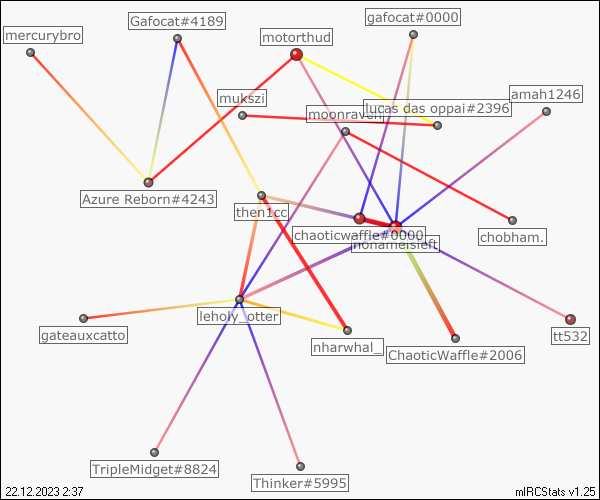 gafocat#0000
Gafocat#4189
mercurybro
motorthud
amah1246
mukszi
lucas das oppai#2396
moonraven
Azure Reborn#4243
then1cc
chaoticwaffle#0000
chobham.
nonamesleft
leholy_otter
gateauxcatto
nharwhal_
tt532
ChaoticWaffle#2006
TripleMidget#8824
Thinker#5995
22.12.2023 2:37
mIRCStats v1.25